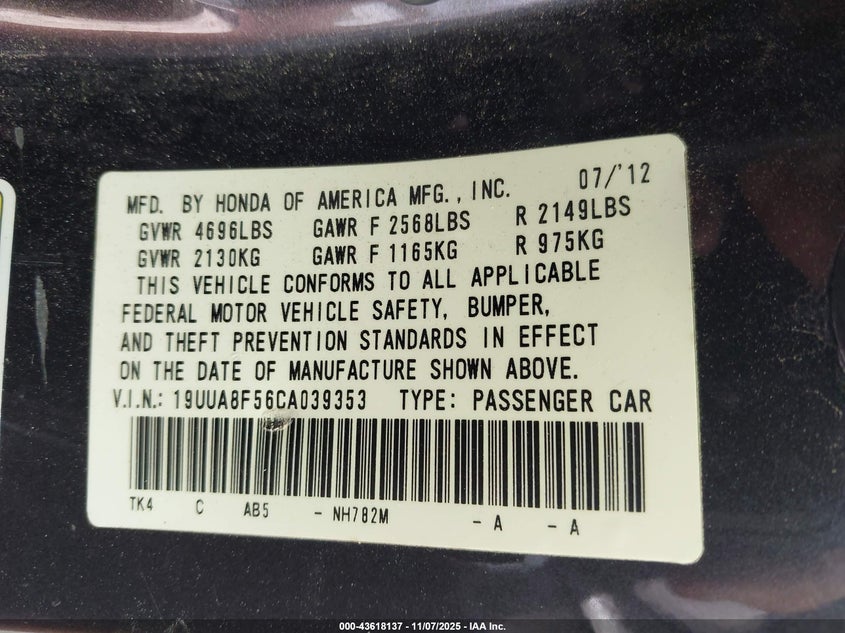 MFD. BY HONDA OF AMERICA MFG., INC. 07/'12
GVWR 4696LBS GAWR F 2568LBS R 2149LBS
GVWR 2130KG GAWR F 1165KG R 975KG
THIS VEHICLE CONFORMS TO ALL APPLICABLE
FEDERAL MOTOR VEHICLE SAFETY, BUMPER,
AND THEFT PREVENTION STANDARDS IN EFFECT
ON THE DATE OF MANUFACTURE SHOWN ABOVE.
V.I.N.: 19UUA8F56CA039353 TYPE: PASSENGER CAR
TK4 C AB5 - NH782M - A - A
000-43618137 - 11/07/2025 - IAA Inc.